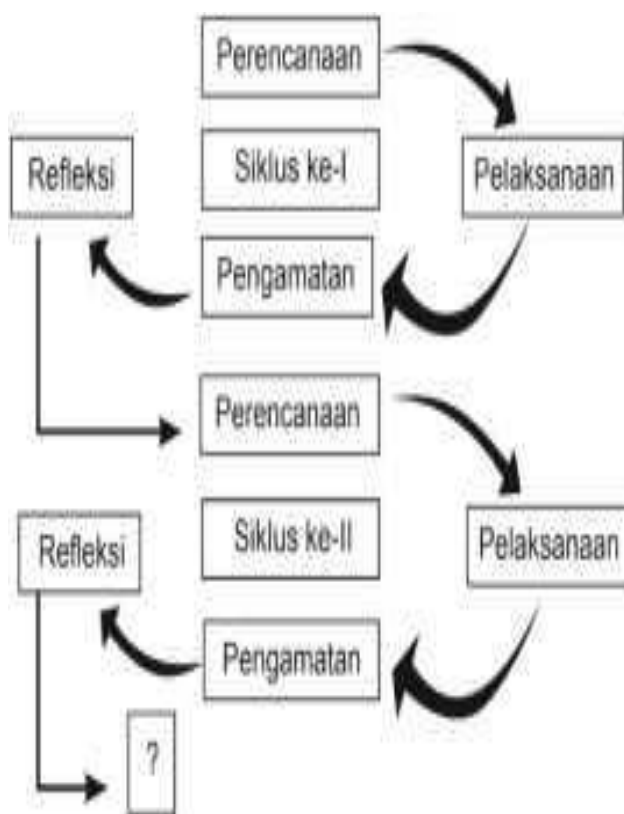 Perencanaan
Refleksi
Siklus ke-I
Pelaksanaan
Pengamatan
Perencanaan
Refleksi
Siklus ke-II
Pelaksanaan
Pengamatan
?